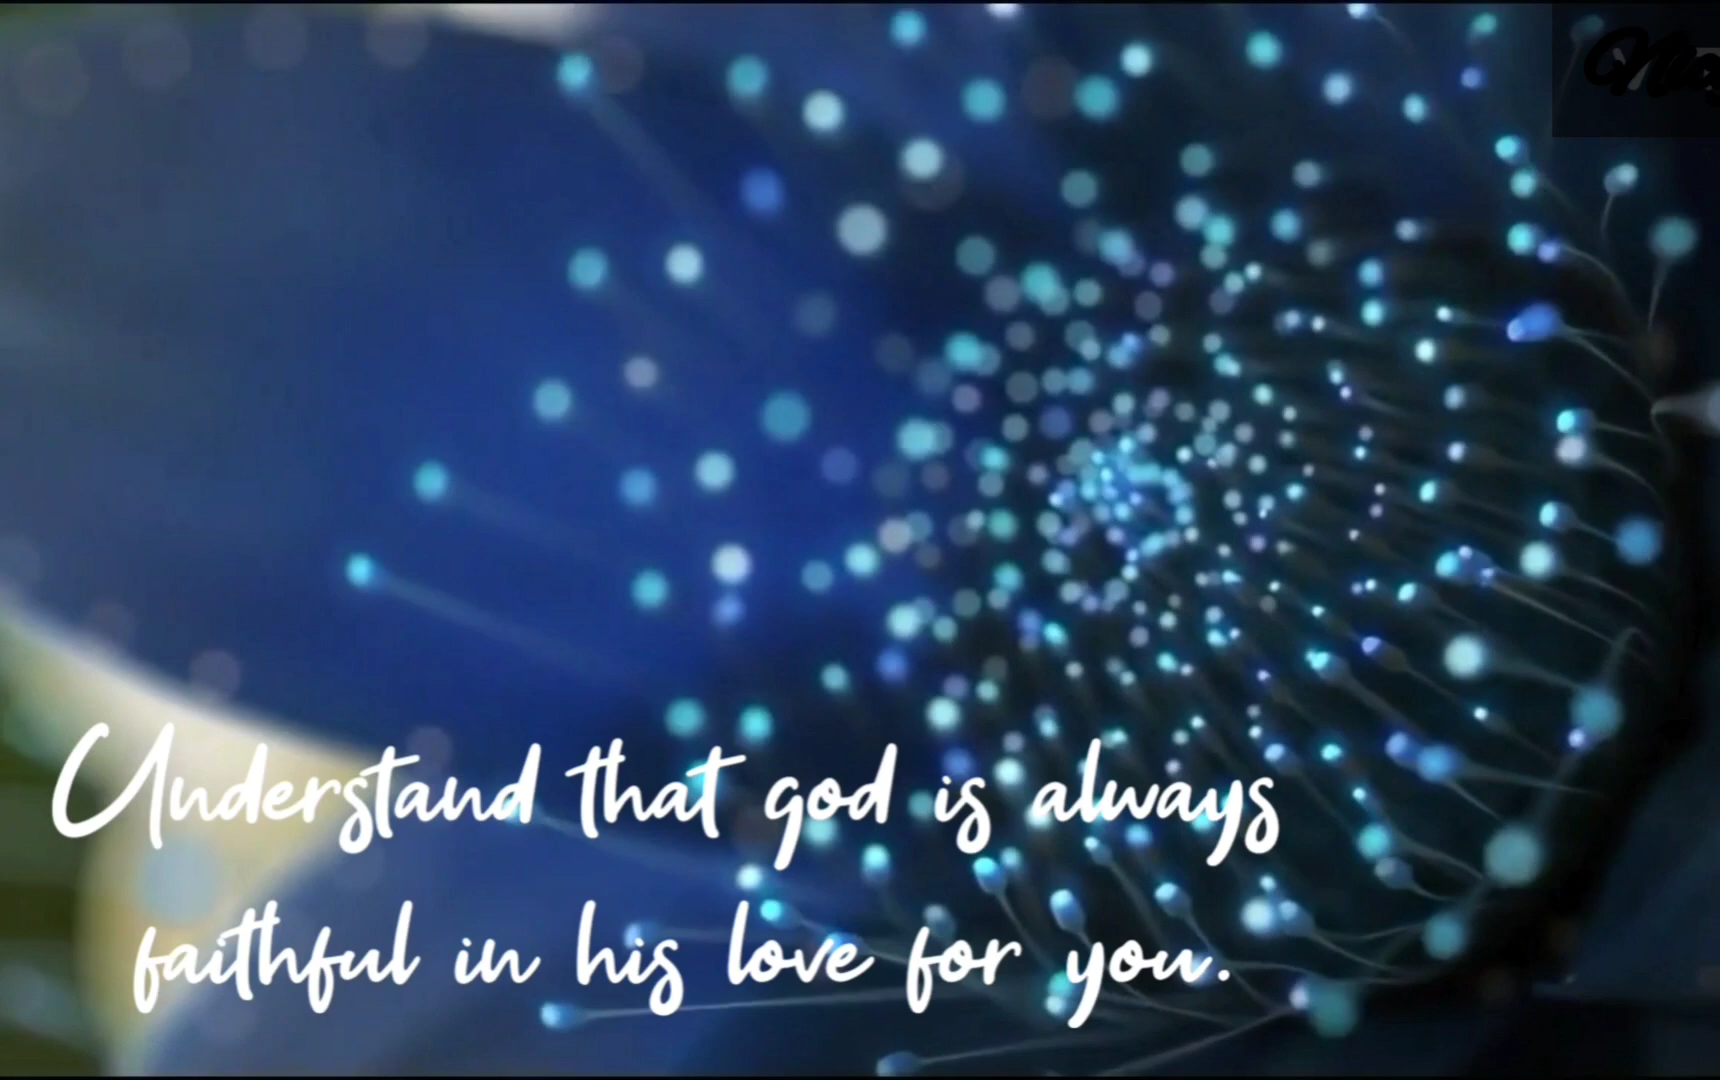 Understand that god is always
faithful in his love for you.